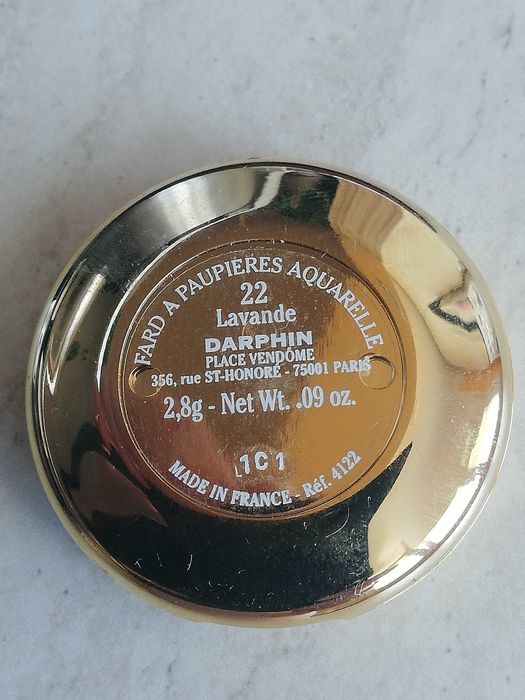 FARD A PAUPIÈRES AQUARELLE
22
Lavande
DARPHIN
PLACE VENDÔME
356, rue ST-HONORÉ - 75001 PARIS
2,8g - Net Wt. .09 oz.
1C1
MADE IN FRANCE - Réf. 4122